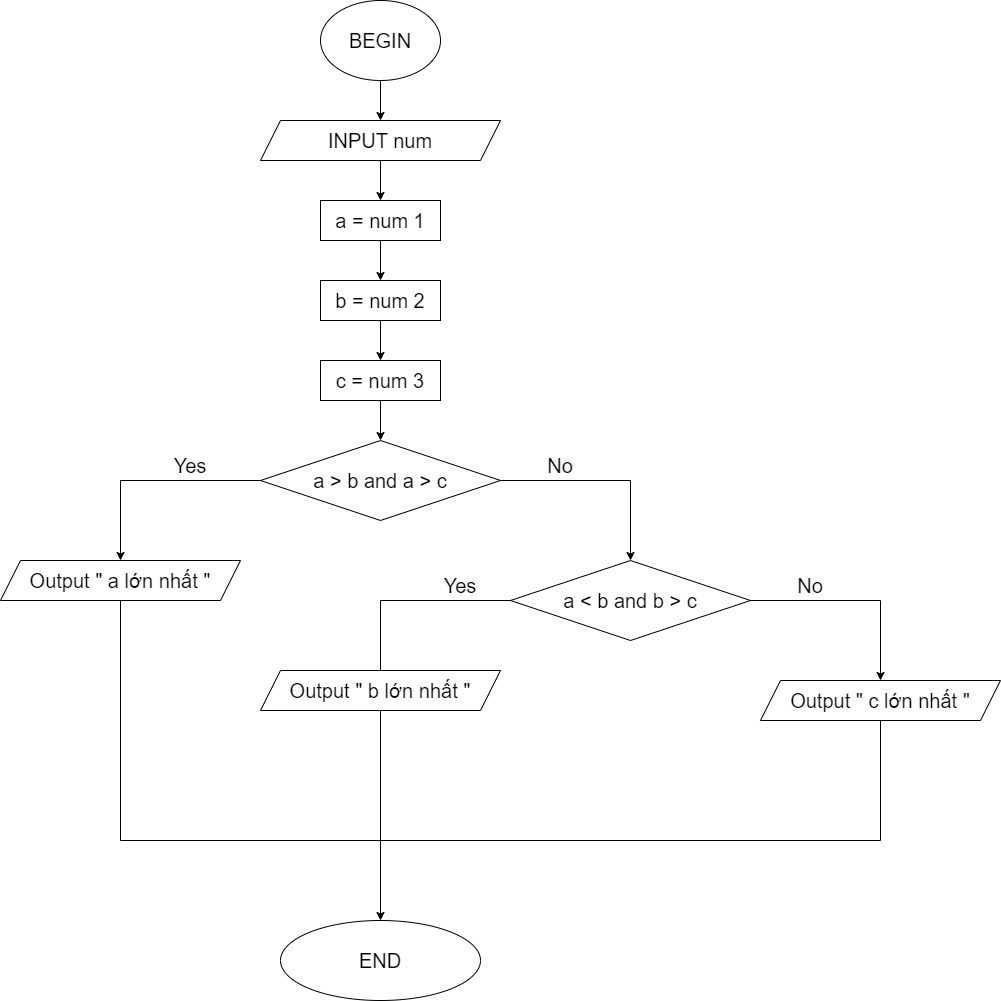 BEGIN
INPUT num
a = num 1
b = num 2
c = num 3
a > b and a > c
Yes
No
Output " a lớn nhất "
a < b and b > c
Yes
No
Output " b lớn nhất "
Output " c lớn nhất "
END